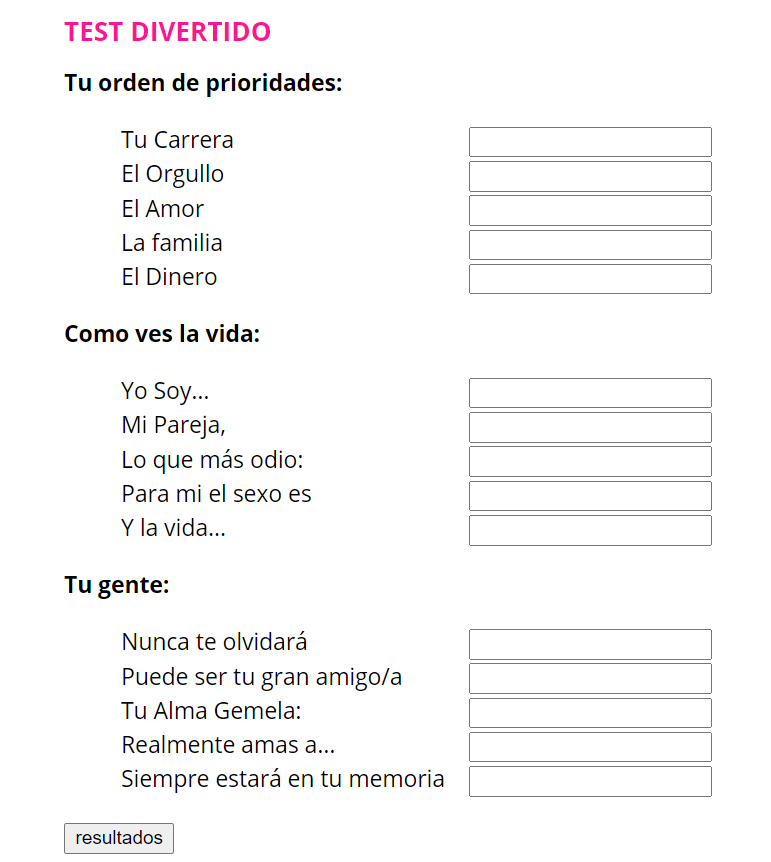 TEST DIVERTIDO
Tu orden de prioridades:
Tu Carrera
El Orgullo
El Amor
La familia
El Dinero
Como ves la vida:
Yo Soy...
Mi Pareja,
Lo que más odio:
Para mi el sexo es
Y la vida...
Tu gente:
Nunca te olvidará
Puede ser tu gran amigo/a
Tu Alma Gemela:
Realmente amas a...
Siempre estará en tu memoria
resultados